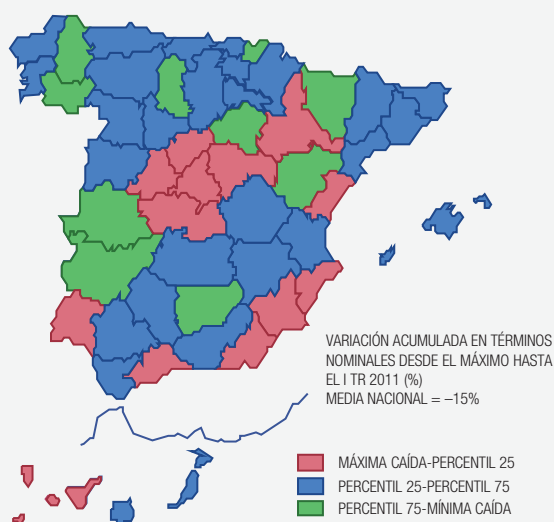 VARIACIÓN ACUMULADA EN TÉRMINOS
NOMINALES DESDE EL MÁXIMO HASTA
EL I TR 2011 (%)
MEDIA NACIONAL = –15%
MÁXIMA CAÍDA-PERCENTIL 25
PERCENTIL 25-PERCENTIL 75
PERCENTIL 75-MÍNIMA CAÍDA